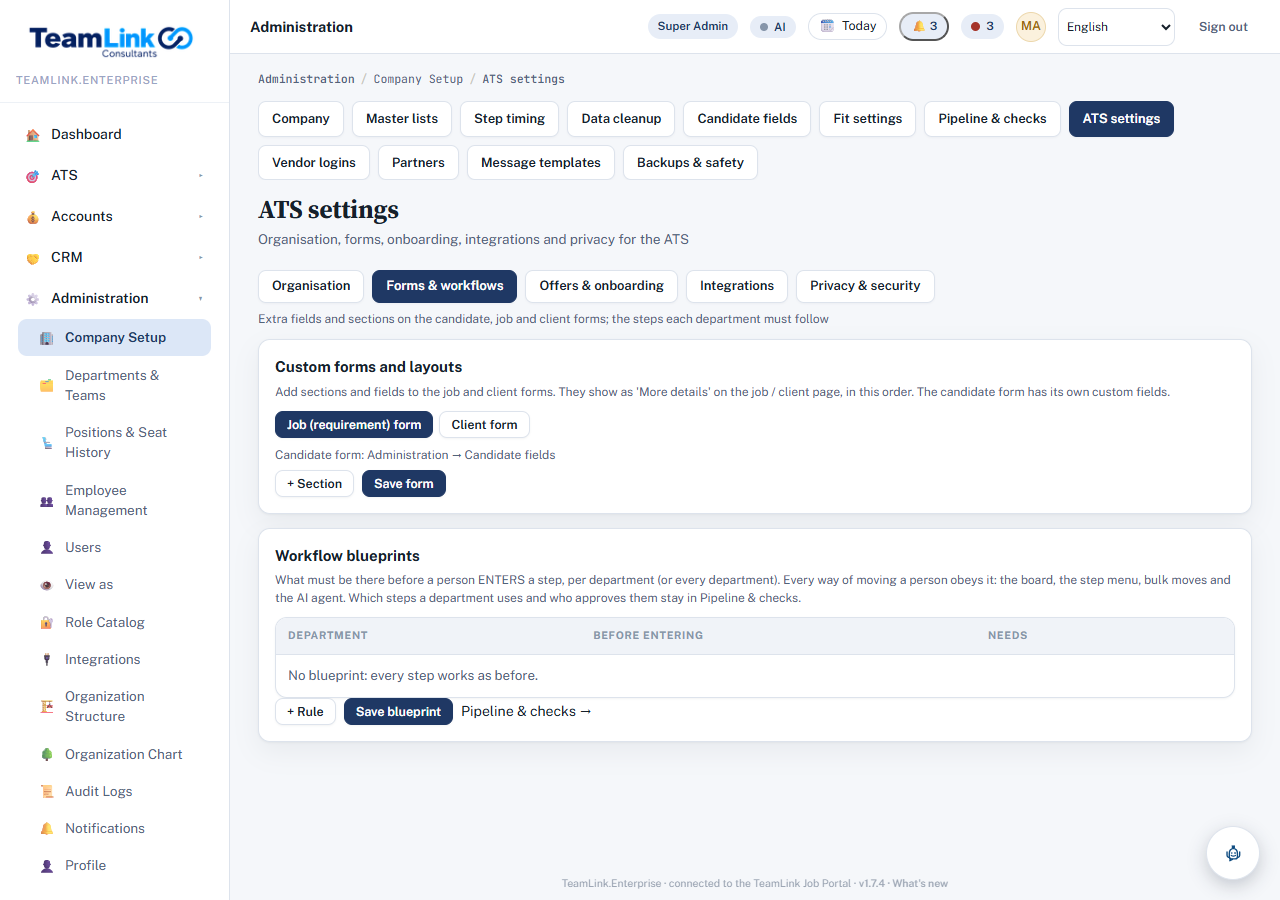 TeamLink
Consultants
TEAMLINK.ENTERPRISE
Dashboard
ATS
Accounts
CRM
Administration
Company Setup
Departments &
Teams
Positions & Seat
History
Employee
Management
Users
View as
Role Catalog
Integrations
Organization
Structure
Organization Chart
Audit Logs
Notifications
Profile
Administration
Super Admin
AI
Today
3
3
MA
English
Sign out
Administration / Company Setup / ATS settings
Company
Master lists
Step timing
Data cleanup
Candidate fields
Fit settings
Pipeline & checks
ATS settings
Vendor logins
Partners
Message templates
Backups & safety
ATS settings
Organisation, forms, onboarding, integrations and privacy for the ATS
Organisation
Forms & workflows
Offers & onboarding
Integrations
Privacy & security
Extra fields and sections on the candidate, job and client forms; the steps each department must follow
Custom forms and layouts
Add sections and fields to the job and client forms. They show as 'More details' on the job / client page, in this order. The candidate form has its own custom fields.
Job (requirement) form
Client form
Candidate form: Administration → Candidate fields
+ Section
Save form
Workflow blueprints
What must be there before a person ENTERS a step, per department (or every department). Every way of moving a person obeys it: the board, the step menu, bulk moves and
the AI agent. Which steps a department uses and who approves them stay in Pipeline & checks.
DEPARTMENT
BEFORE ENTERING
NEEDS
No blueprint: every step works as before.
+ Rule
Save blueprint
Pipeline & checks →
TeamLink.Enterprise · connected to the TeamLink Job Portal · v1.7.4 · What's new